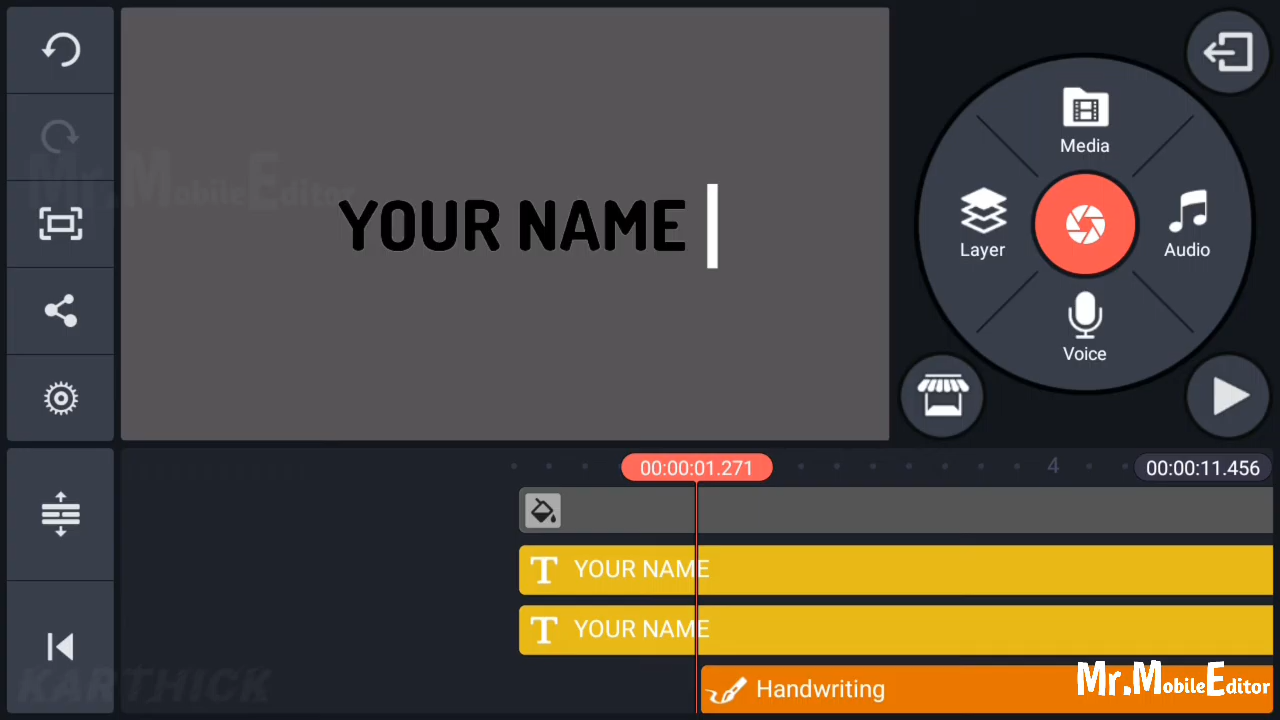 Media
Layer
Audio
Voice
Mr.MobileEditor
YOUR NAME
00:00:01.271
4
00:00:11.456
YOUR NAME
YOUR NAME
Handwriting
KARTHICK
Mr.MobileEditor